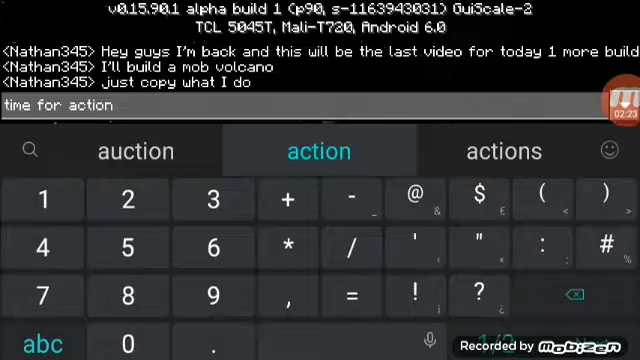 v0.15.90.1 alpha build 1 (p90, s-1163943031) GuiScale-2
TCL 5045T, Mali-T720, Android 6.0
<Nathan345> Hey guys I'm back and this will be the last video for today 1 more build
<Nathan345> I'll build a mob volcano
<Nathan345> just copy what I do
time for action
02:23
auction action actions
1 2 3 + - _ @ & $ € ( < ) >
4 5 6 * / ' ‹ " « : ; # %
7 8 9 , = ! ¡ ? ¿
abc 0 . 1/2
Recorded by MOBIZEN